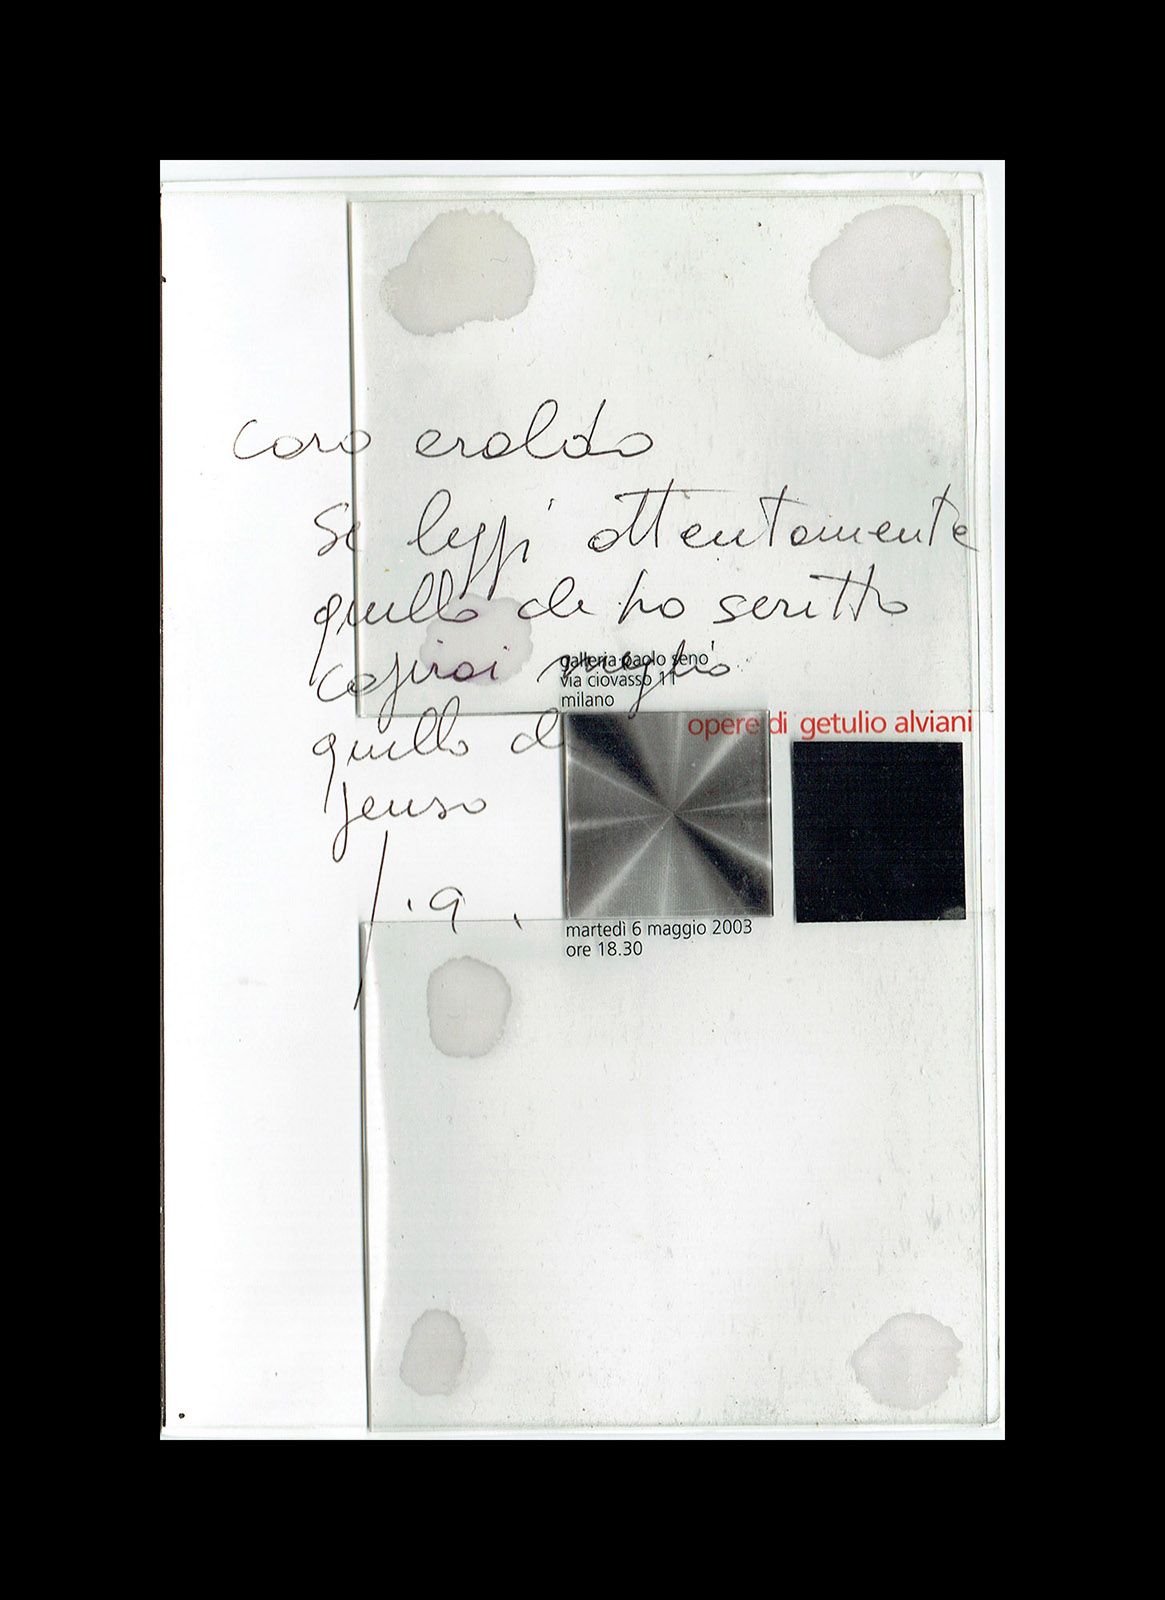 caro eraldo
se leggi attentamente
quello che ho scritto
capirai meglio
quello che
penso
g.a.
galleria paolo seno
via ciovasso 11
milano
opere di getulio alviani
martedì 6 maggio 2003
ore 18.30